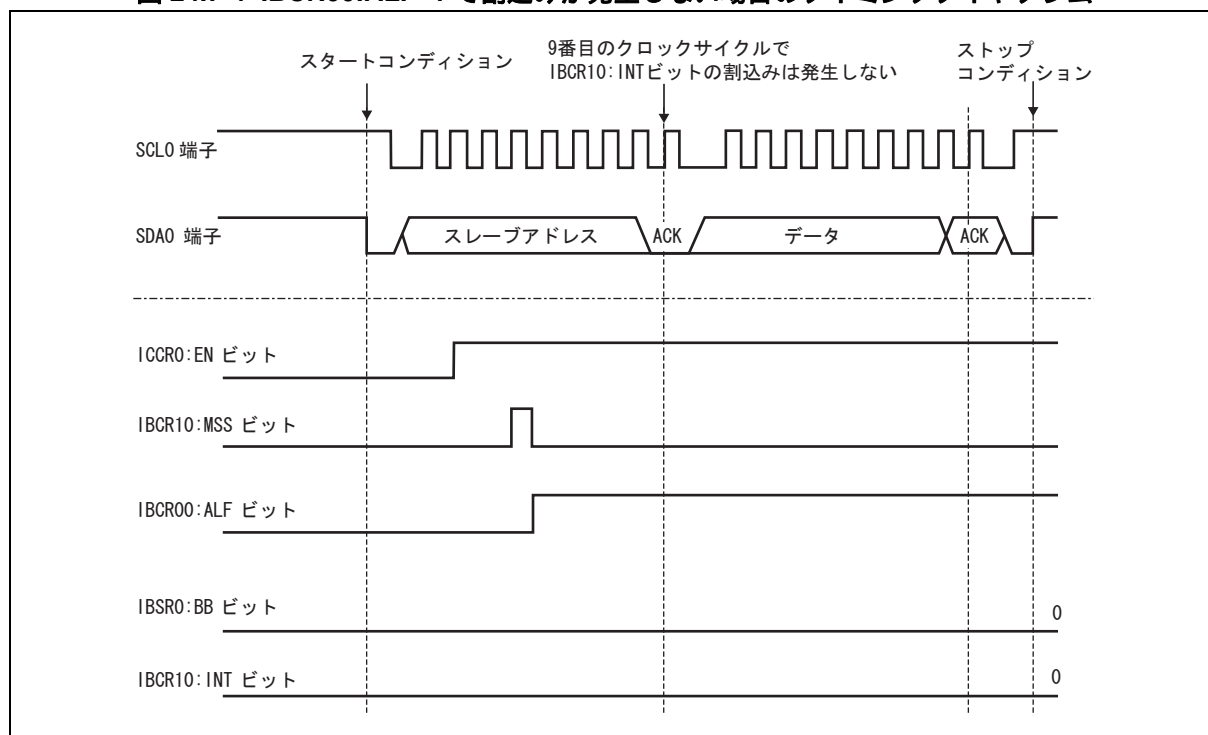 スタートコンディション
9番目のクロックサイクルで
IBCR10:INTビットの割込みは発生しない
ストップ
コンディション
SCL0 端子
SDA0 端子
スレーブアドレス
ACK
データ
ACK
ICCR0:EN ビット
IBCR10:MSS ビット
IBCR00:ALF ビット
IBSR0:BB ビット
0
IBCR10:INT ビット
0